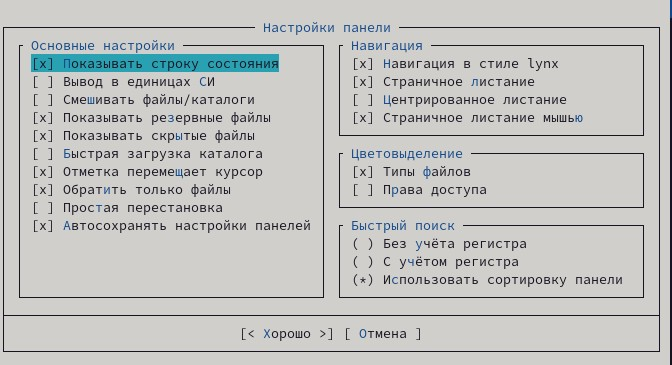 Настройки панели
Основные настройки
[x] Показывать строку состояния
[ ] Вывод в единицах СИ
[ ] Смешивать файлы/каталоги
[x] Показывать резервные файлы
[x] Показывать скрытые файлы
[ ] Быстрая загрузка каталога
[x] Отметка перемещает курсор
[x] Обратить только файлы
[ ] Простая перестановка
[x] Автосохранять настройки панелей
Навигация
[x] Навигация в стиле lynx
[x] Страничное листание
[ ] Центрированное листание
[x] Страничное листание мышью
Цветовыделение
[x] Типы файлов
[ ] Права доступа
Быстрый поиск
( ) Без учёта регистра
( ) С учётом регистра
(*) Использовать сортировку панели
[< Хорошо >] [ Отмена ]